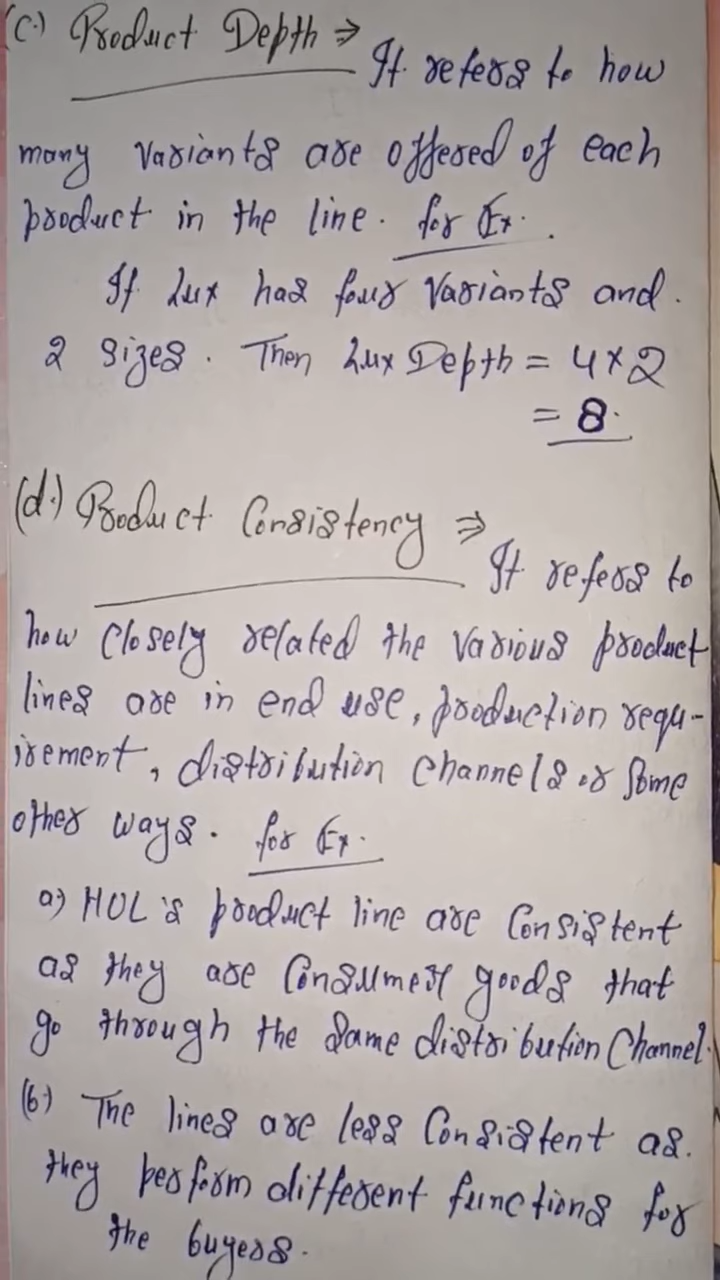 (c.) Product Depth ⇒
It refers to how
many variants are offered of each
product in the line. for Ex.
If Lux has four variants and.
2 sizes. Then Lux Depth = 4×2
= 8.
(d.) Product Consistency ⇒
It refers to
how closely related the various product
lines are in end use, production requ-
irement, distribution channels or some
other ways. for Ex.
a) HUL's product line are Consistent
as they are Consumer goods that
go through the same distribution Channel.
(b.) The lines are less Consistent as.
they perform different functions for
the buyers.